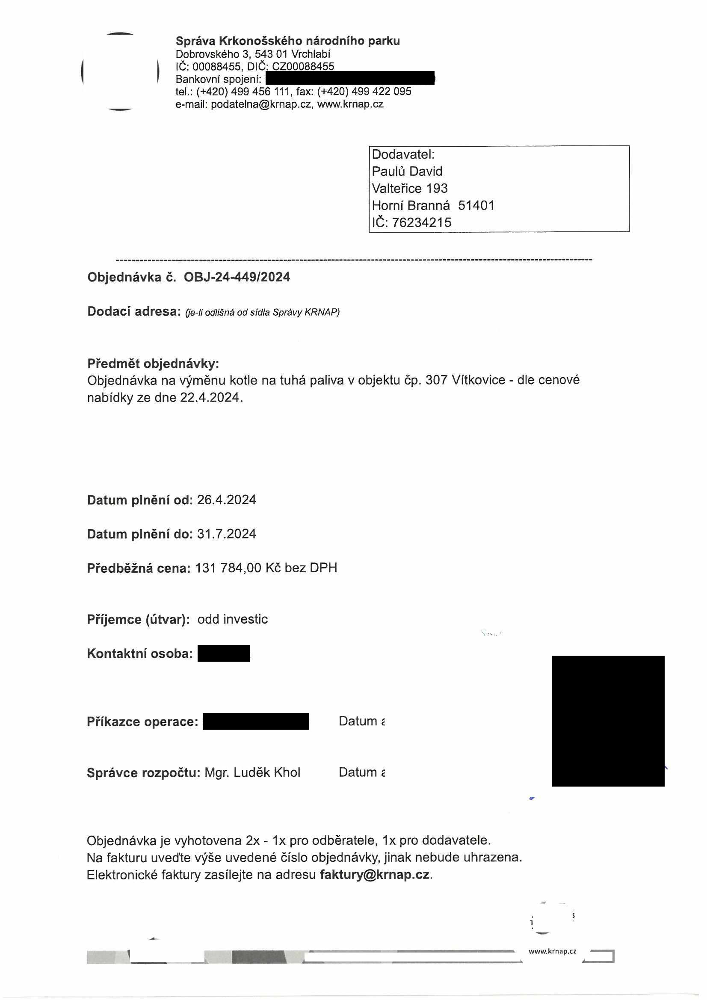 Správa Krkonošského národního parku
Dobrovského 3, 543 01 Vrchlabí
IČ: 00088455, DIČ: CZ00088455
Bankovní spojení:
tel.: (+420) 499 456 111, fax: (+420) 499 422 095
e-mail: podatelna@krnap.cz, www.krnap.cz
Dodavatel:
Paulů David
Valteřice 193
Horní Branná 51401
IČ: 76234215
Objednávka č. OBJ-24-449/2024
Dodací adresa: (je-li odlišná od sídla Správy KRNAP)
Předmět objednávky:
Objednávka na výměnu kotle na tuhá paliva v objektu čp. 307 Vítkovice - dle cenové
nabídky ze dne 22.4.2024.
Datum plnění od: 26.4.2024
Datum plnění do: 31.7.2024
Předběžná cena: 131 784,00 Kč bez DPH
Příjemce (útvar): odd investic
Kontaktní osoba:
Příkazce operace: Datum
Správce rozpočtu: Mgr. Luděk Khol Datum
Objednávka je vyhotovena 2x - 1x pro odběratele, 1x pro dodavatele.
Na fakturu uveďte výše uvedené číslo objednávky, jinak nebude uhrazena.
Elektronické faktury zasílejte na adresu faktury@krnap.cz.
www.krnap.cz